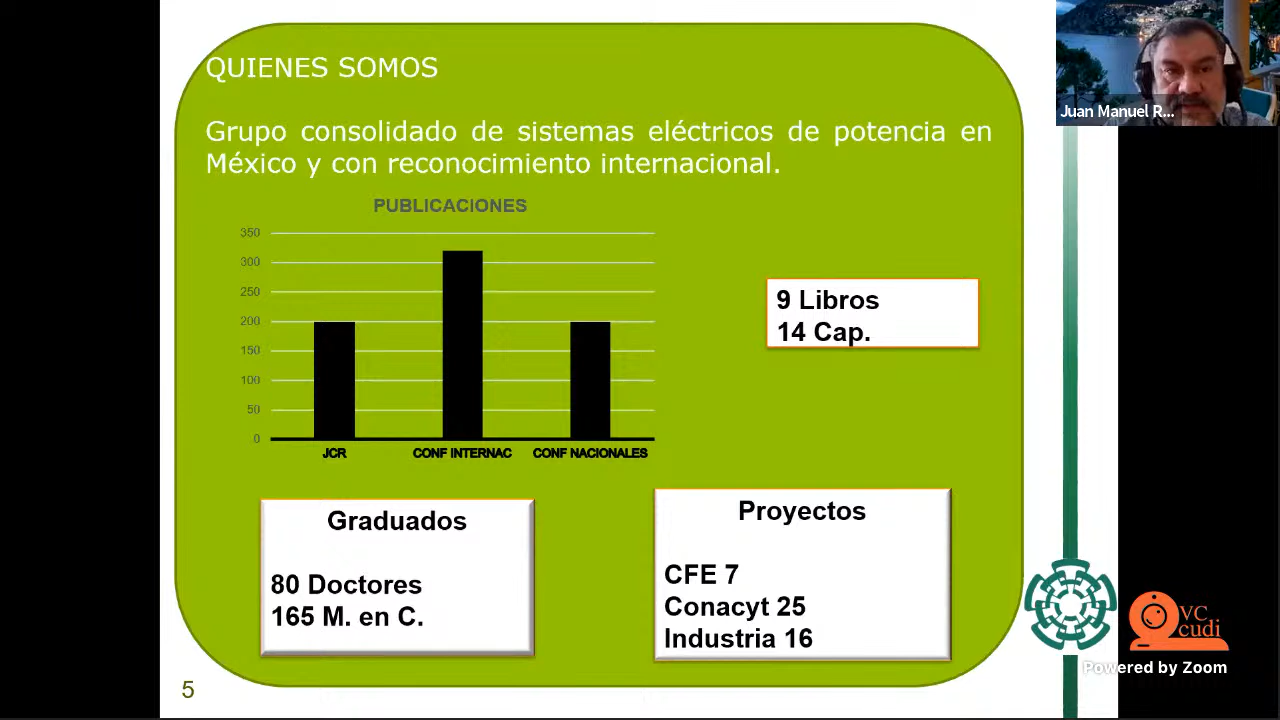 QUIENES SOMOS
Grupo consolidado de sistemas eléctricos de potencia en
México y con reconocimiento internacional.
PUBLICACIONES
350
300
250
200
150
100
50
0
JCR CONF INTERNAC CONF NACIONALES
9 Libros
14 Cap.
Graduados
80 Doctores
165 M. en C.
Proyectos
CFE 7
Conacyt 25
Industria 16
5
Juan Manuel R...
VC
cudi
Powered by Zoom